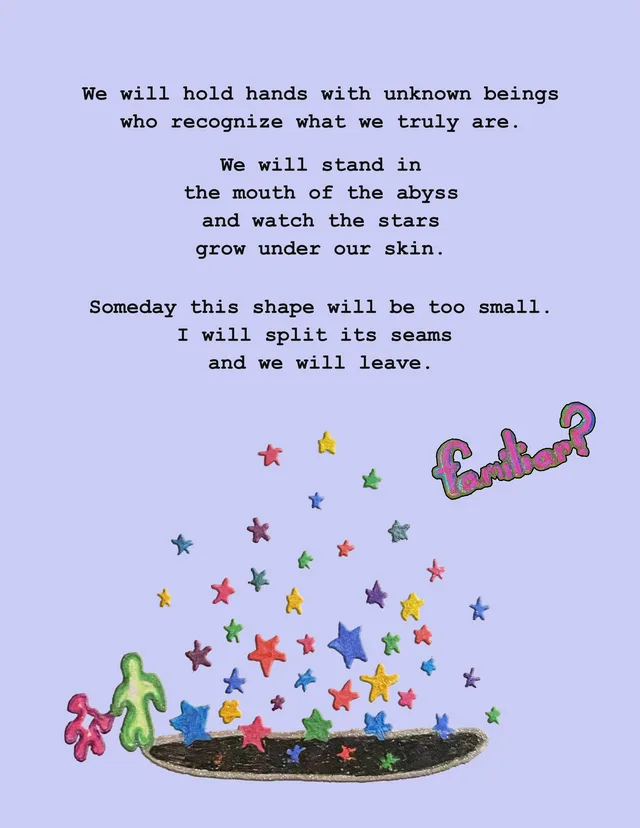 We will hold hands with unknown beings
who recognize what we truly are.
We will stand in
the mouth of the abyss
and watch the stars
grow under our skin.
Someday this shape will be too small.
I will split its seams
and we will leave.
familiar?